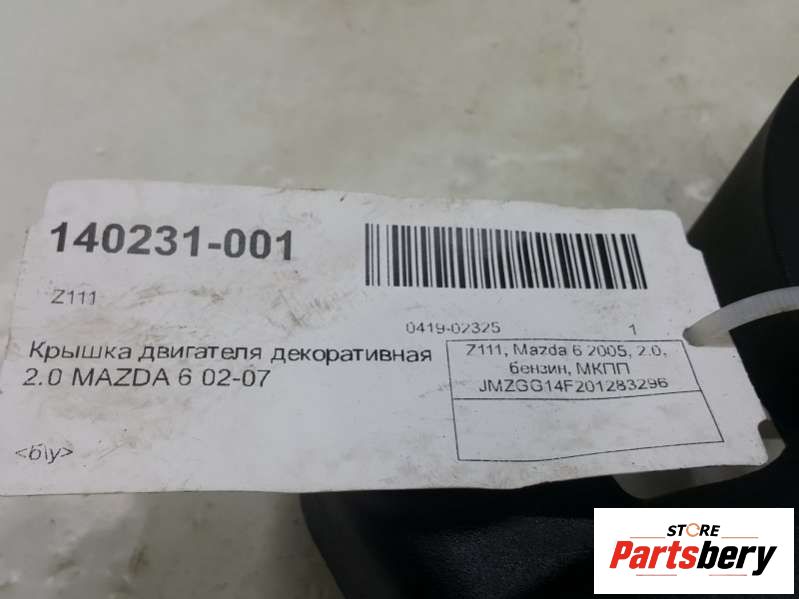 140231-001
Z111
0419-02325 1
Крышка двигателя декоративная
2.0 MAZDA 6 02-07
Z111, Mazda 6 2005, 2.0,
бензин, МКПП
JMZGG14F201283296
<б\у>
STORE
Partsbery